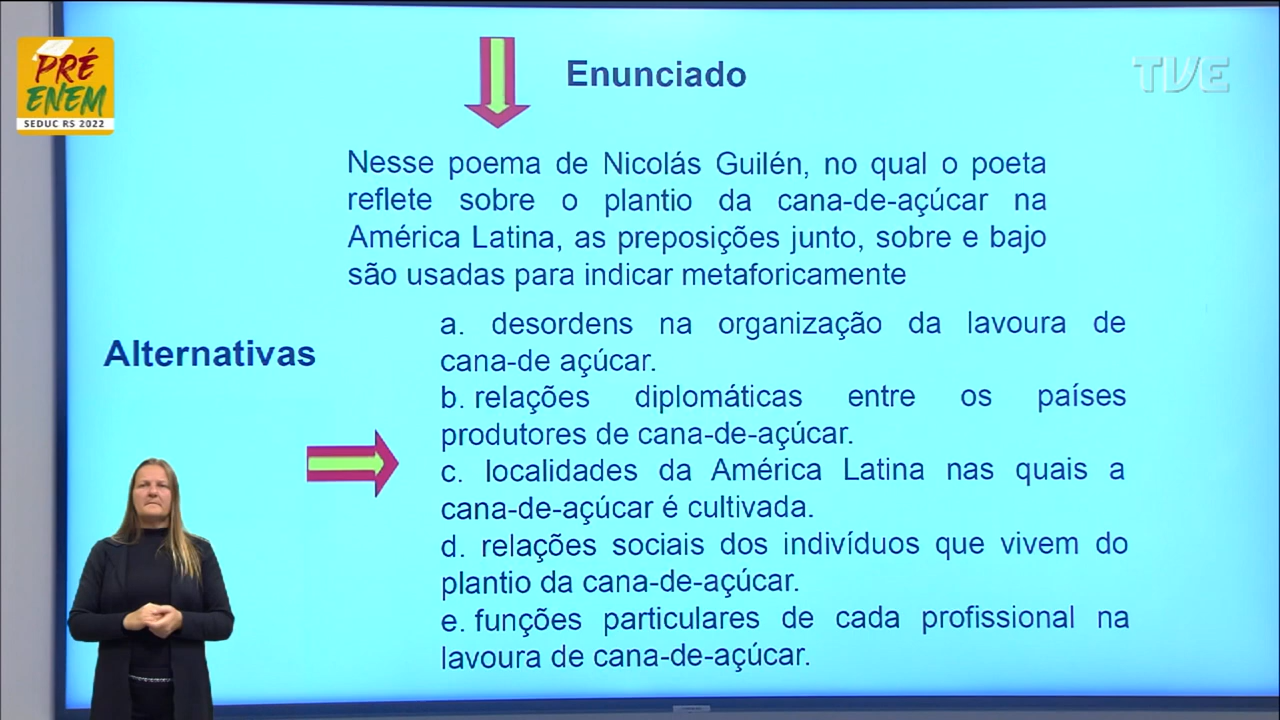 PRÉ
ENEM
SEDUC RS 2022
TVE
Enunciado
Nesse poema de Nicolás Guilén, no qual o poeta
reflete sobre o plantio da cana-de-açúcar na
América Latina, as preposições junto, sobre e bajo
são usadas para indicar metaforicamente
Alternativas
a. desordens na organização da lavoura de
cana-de açúcar.
b. relações diplomáticas entre os países
produtores de cana-de-açúcar.
c. localidades da América Latina nas quais a
cana-de-açúcar é cultivada.
d. relações sociais dos indivíduos que vivem do
plantio da cana-de-açúcar.
e. funções particulares de cada profissional na
lavoura de cana-de-açúcar.